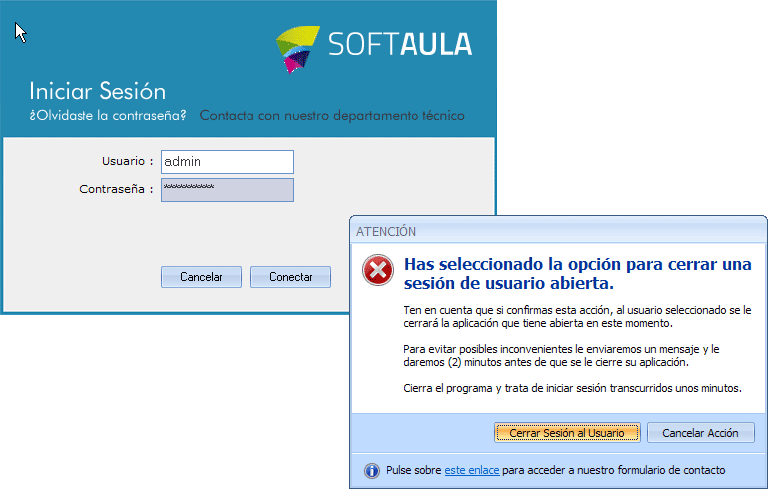 SOFTAULA
Iniciar Sesión
¿Olvidaste la contraseña? Contacta con nuestro departamento técnico
Usuario : admin
Contraseña : ***********
Cancelar Conectar
ATENCIÓN
Has seleccionado la opción para cerrar una
sesión de usuario abierta.
Ten en cuenta que si confirmas esta acción, al usuario seleccionado se le
cerrará la aplicación que tiene abierta en este momento.
Para evitar posibles inconvenientes le enviaremos un mensaje y le
daremos (2) minutos antes de que se le cierre su aplicación.
Cierra el programa y trata de iniciar sesión transcurridos unos minutos.
Cerrar Sesión al Usuario Cancelar Acción
Pulse sobre este enlace para acceder a nuestro formulario de contacto